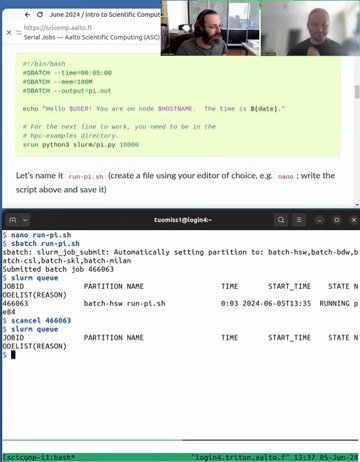 June 2024 / Intro to Scientific Comput
https://scicomp.aalto.fi
Serial Jobs — Aalto Scientific Computing (ASC)
#!/bin/bash
#SBATCH --time=00:05:00
#SBATCH --mem=100M
#SBATCH --output=pi.out
echo "Hello $USER! You are on node $HOSTNAME.  The time is $(date)."
# For the next line to work, you need to be in the
# hpc-examples directory.
srun python3 slurm/pi.py 10000
Let's name it run-pi.sh (create a file using your editor of choice, e.g. nano; write the
script above and save it)
tuomiss1@login4:~
$ nano run-pi.sh
$ sbatch run-pi.sh
sbatch: slurm_job_submit: Automatically setting partition to: batch-hsw,batch-bdw,b
atch-csl,batch-skl,batch-milan
Submitted batch job 466063
$ slurm queue
JOBID PARTITION NAME TIME START_TIME STATE N
ODELIST(REASON)
466063 batch-hsw run-pi.sh 0:03 2024-06-05T13:35 RUNNING p
e84
$ scancel 466063
$ slurm queue
JOBID PARTITION NAME TIME START_TIME STATE N
ODELIST(REASON)
$
[scicomp-i1:bash* "login4.triton.aalto.f" 13:37 05-Jun-24